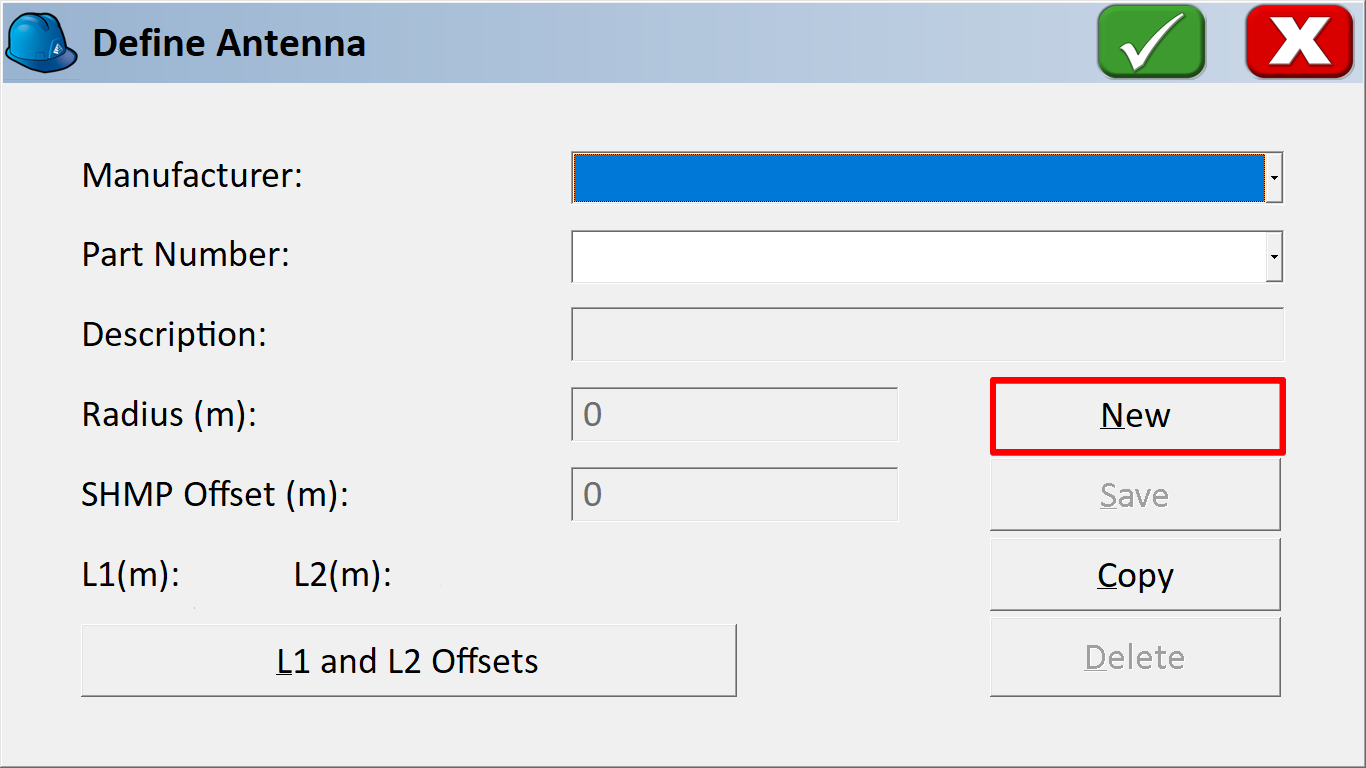 Define Antenna
Manufacturer:
Part Number:
Description:
Radius (m):
0
New
SHMP Offset (m):
0
Save
L1(m):
L2(m):
Copy
L1 and L2 Offsets
Delete